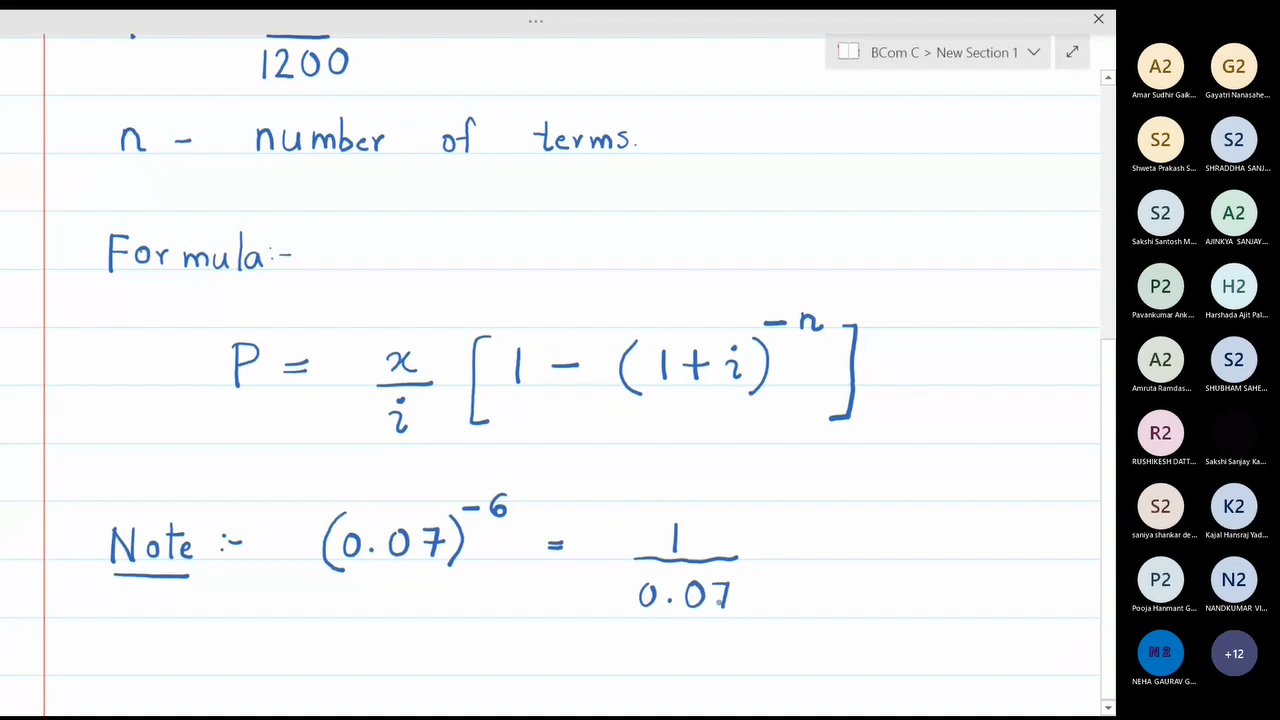 ···
BCom C > New Section 1
1200
n - number of terms.
Formula:-
P = x/i [1 - (1+i)^-n]
Note :- (0.07)^-6 = 1/0.07
A2 G2
Amar Sudhir Gaik... Gayatri Nanasahe...
S2 S2
Shweta Prakash S... SHRADDHA SANJ...
S2 A2
Sakshi Santosh M... AJINKYA SANJAY...
P2 H2
Pavankumar Ank... Harshada Ajit Pal...
A2 S2
Amruta Ramdas... SHUBHAM SAHE...
R2
RUSHIKESH DATT... Sakshi Sanjay Ka...
S2 K2
saniya shankar de... Kajal Hansraj Yad...
P2 N2
Pooja Hanmant G... NANDKUMAR VI...
N2 +12
NEHA GAURAV G...